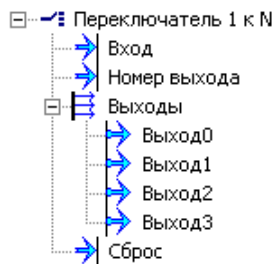 Переключатель 1 к N
Вход
Номер выхода
Выходы
Выход0
Выход1
Выход2
Выход3
Сброс